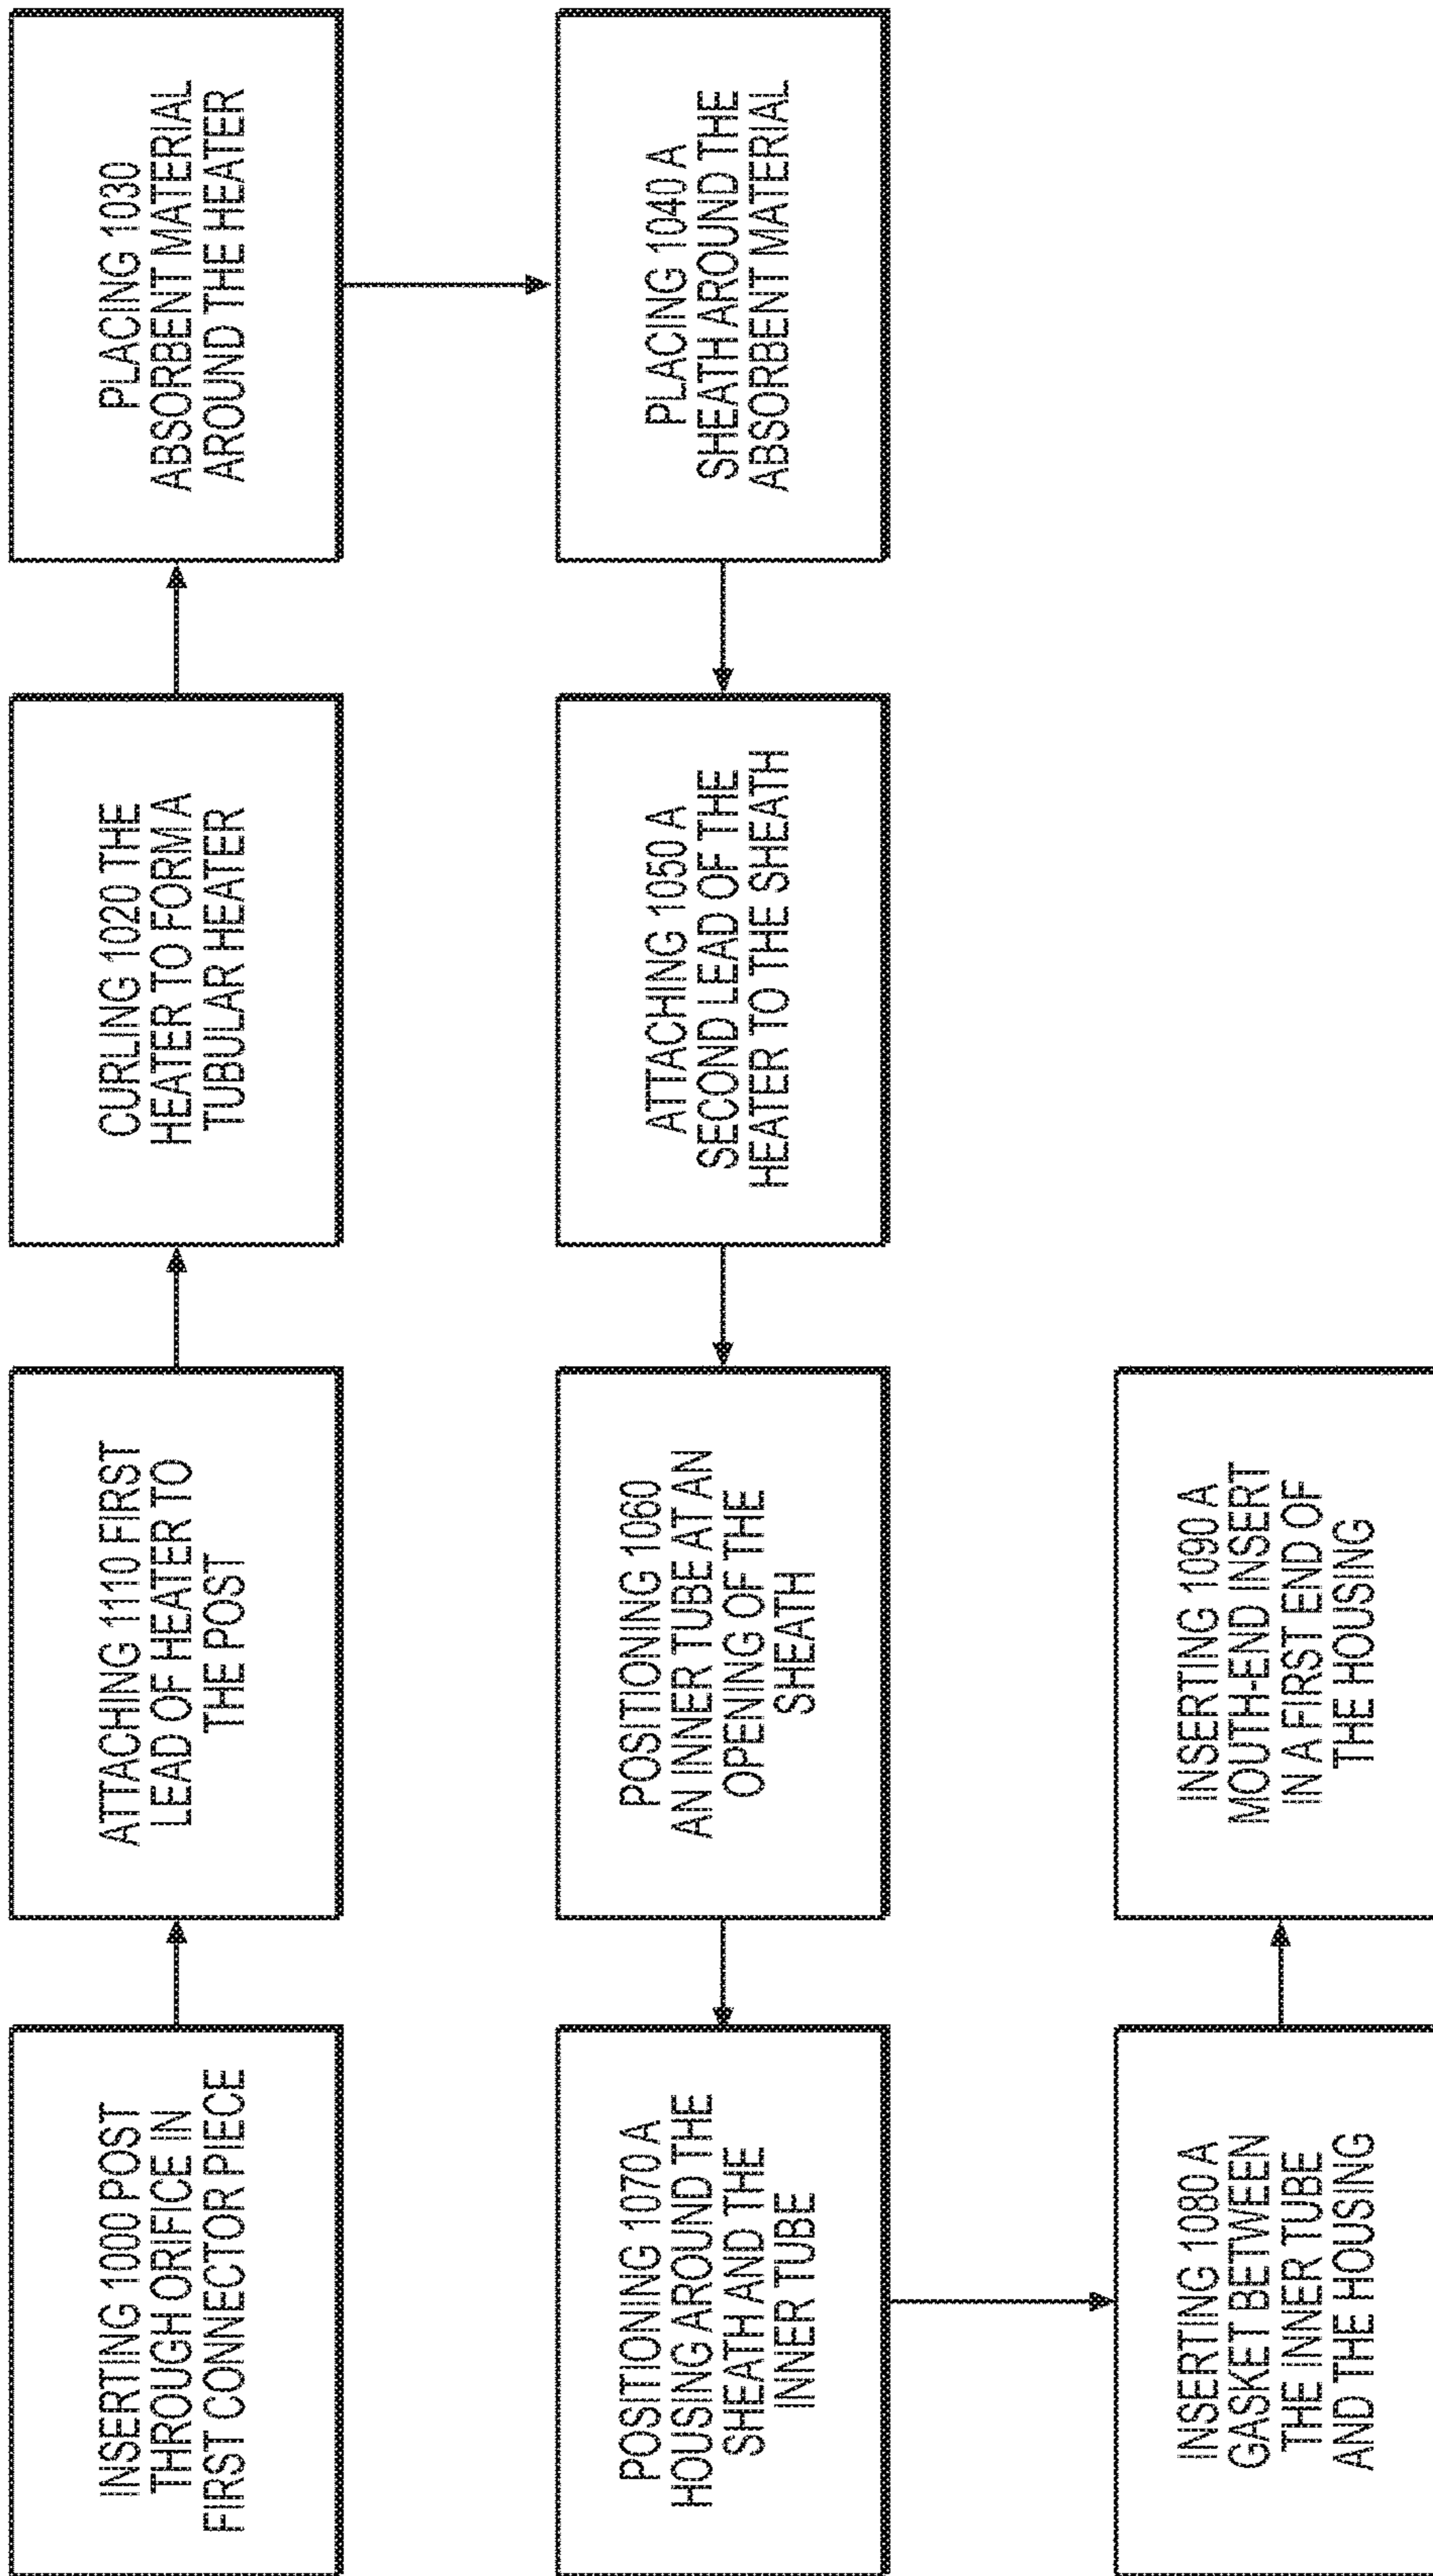 INSERTING 1000 POST
THROUGH ORIFICE IN
FIRST CONNECTOR PIECE
ATTACHING 1110 FIRST
LEAD OF HEATER TO
THE POST
CURLING 1020 THE
HEATER TO FORM A
TUBULAR HEATER
PLACING 1030
ABSORBENT MATERIAL
AROUND THE HEATER
PLACING 1040 A
SHEATH AROUND THE
ABSORBENT MATERIAL
ATTACHING 1050 A
SECOND LEAD OF THE
HEATER TO THE SHEATH
POSITIONING 1060
AN INNER TUBE AT AN
OPENING OF THE
SHEATH
POSITIONING 1070 A
HOUSING AROUND THE
SHEATH AND THE
INNER TUBE
INSERTING 1080 A
GASKET BETWEEN
THE INNER TUBE
AND THE HOUSING
INSERTING 1090 A
MOUTH-END INSERT
IN A FIRST END OF
THE HOUSING